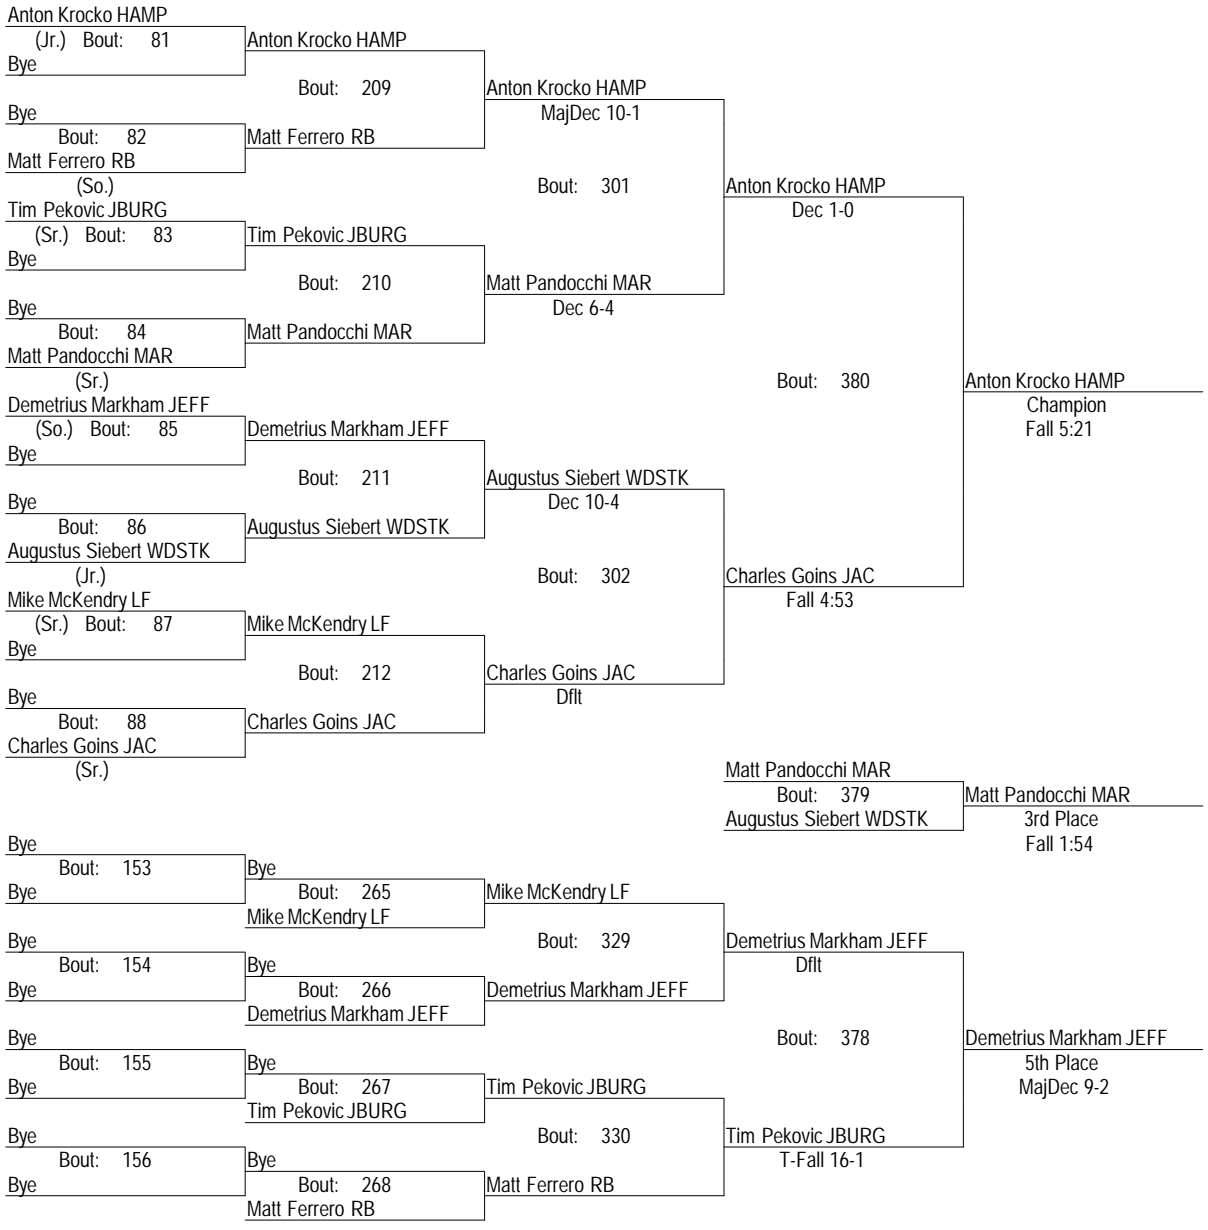 Anton Krocko HAMP
(Jr.) Bout: 81 Anton Krocko HAMP
Bye
Bout: 209 Anton Krocko HAMP
Bye MajDec 10-1
Bout: 82 Matt Ferrero RB
Matt Ferrero RB
(So.) Bout: 301 Anton Krocko HAMP
Tim Pekovic JBURG Dec 1-0
(Sr.) Bout: 83 Tim Pekovic JBURG
Bye
Bout: 210 Matt Pandocchi MAR
Bye Dec 6-4
Bout: 84 Matt Pandocchi MAR
Matt Pandocchi MAR
(Sr.) Bout: 380 Anton Krocko HAMP
Demetrius Markham JEFF Champion
(So.) Bout: 85 Demetrius Markham JEFF Fall 5:21
Bye
Bout: 211 Augustus Siebert WDSTK
Bye Dec 10-4
Bout: 86 Augustus Siebert WDSTK
Augustus Siebert WDSTK
(Jr.) Bout: 302 Charles Goins JAC
Mike McKendry LF Fall 4:53
(Sr.) Bout: 87 Mike McKendry LF
Bye
Bout: 212 Charles Goins JAC
Bye Dflt
Bout: 88 Charles Goins JAC
Charles Goins JAC
(Sr.) Matt Pandocchi MAR
Bout: 379 Matt Pandocchi MAR
Augustus Siebert WDSTK 3rd Place
Bye Fall 1:54
Bout: 153 Bye
Bye Bout: 265 Mike McKendry LF
Mike McKendry LF
Bye Bout: 329 Demetrius Markham JEFF
Bout: 154 Bye Dflt
Bye Bout: 266 Demetrius Markham JEFF
Demetrius Markham JEFF
Bye Bout: 378 Demetrius Markham JEFF
Bout: 155 Bye 5th Place
Bye Bout: 267 Tim Pekovic JBURG MajDec 9-2
Tim Pekovic JBURG
Bye Bout: 330 Tim Pekovic JBURG
Bout: 156 Bye T-Fall 16-1
Bye Bout: 268 Matt Ferrero RB
Matt Ferrero RB